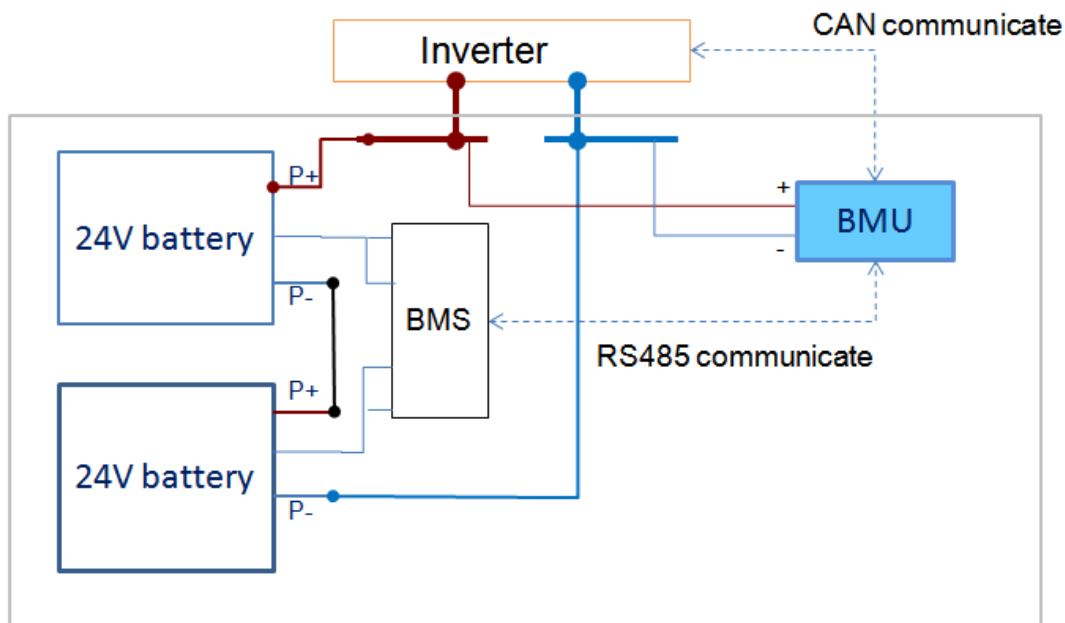 CAN communicate
Inverter
P+
24V battery
P-
+
BMU
-
BMS
RS485 communicate
P+
24V battery
P-